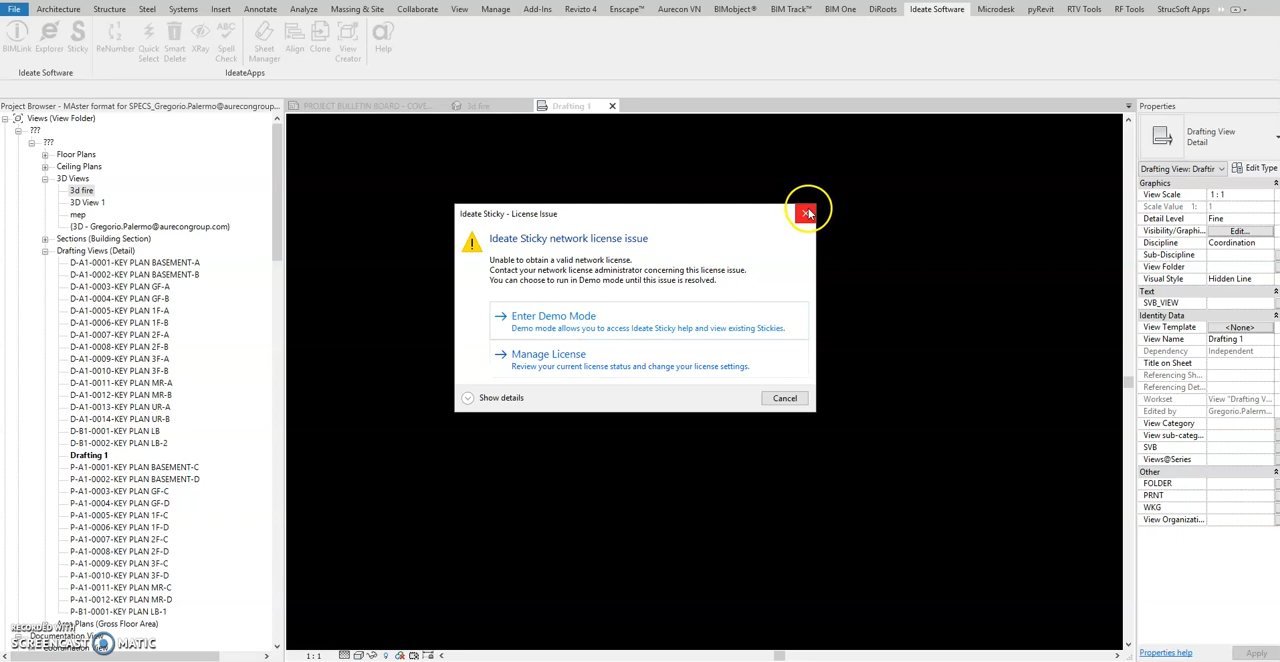 File Architecture Structure Steel Systems Insert Annotate Analyze Massing & Site Collaborate View Manage Add-Ins Revizto 4 Enscape™ Aurecon VN BIMobject® BIM Track™ BIM One DiRoots Ideate Software Microdesk pyRevit RTV Tools RF Tools StrucSoft Apps
BIMLink Explorer Sticky ReNumber Quick Select Smart Delete XRay Spell Check Sheet Manager Align Clone View Creator Help
Ideate Software IdeateApps
Project Browser - MAster format for SPECS_Gregorio.Palermo@aurecongroup,...
PROJECT BULLETIN BOARD - COVE... 3d fire Drafting 1
Properties
Views (View Folder)
???
???
Floor Plans
Ceiling Plans
3D Views
3d fire
3D View 1
mep
{3D - Gregorio.Palermo@aurecongroup.com}
Sections (Building Section)
Drafting Views (Detail)
D-A1-0001-KEY PLAN BASEMENT-A
D-A1-0002-KEY PLAN BASEMENT-B
D-A1-0003-KEY PLAN GF-A
D-A1-0004-KEY PLAN GF-B
D-A1-0005-KEY PLAN 1F-A
D-A1-0006-KEY PLAN 1F-B
D-A1-0007-KEY PLAN 2F-A
D-A1-0008-KEY PLAN 2F-B
D-A1-0009-KEY PLAN 3F-A
D-A1-0010-KEY PLAN 3F-B
D-A1-0011-KEY PLAN MR-A
D-A1-0012-KEY PLAN MR-B
D-A1-0013-KEY PLAN UR-A
D-A1-0014-KEY PLAN UR-B
D-B1-0001-KEY PLAN LB
D-B1-0002-KEY PLAN LB-2
Drafting 1
P-A1-0001-KEY PLAN BASEMENT-C
P-A1-0002-KEY PLAN BASEMENT-D
P-A1-0003-KEY PLAN GF-C
P-A1-0004-KEY PLAN GF-D
P-A1-0005-KEY PLAN 1F-C
P-A1-0006-KEY PLAN 1F-D
P-A1-0007-KEY PLAN 2F-C
P-A1-0008-KEY PLAN 2F-D
P-A1-0009-KEY PLAN 3F-C
P-A1-0010-KEY PLAN 3F-D
P-A1-0011-KEY PLAN MR-C
P-A1-0012-KEY PLAN MR-D
P-B1-0001-KEY PLAN LB-1
Area Plans (Gross Floor Area)
RECORDED WITH
SCREENCAST MATIC
Ideate Sticky - License Issue
Ideate Sticky network license issue
Unable to obtain a valid network license.
Contact your network license administrator concerning this license issue.
You can choose to run in Demo mode until this issue is resolved.
Enter Demo Mode
Demo mode allows you to access Ideate Sticky help and view existing Stickies.
Manage License
Review your current license status and change your license settings.
Show details
Cancel
1 : 1
Drafting View
Detail
Drafting View: Draftir Edit Type
Graphics
View Scale 1 : 1
Scale Value 1: 1
Detail Level Fine
Visibility/Graphi... Edit...
Discipline Coordination
Sub-Discipline
View Folder
Visual Style Hidden Line
Text
SVB_VIEW
Identity Data
View Template <None>
View Name Drafting 1
Dependency Independent
Title on Sheet
Referencing Sh...
Referencing De...
Workset View "Drafting V...
Edited by Gregorio.Palerm...
View Category
View sub-categ...
SVB
Views@Series
Other
FOLDER
PRNT
WKG
View Organizati...
Properties help Apply